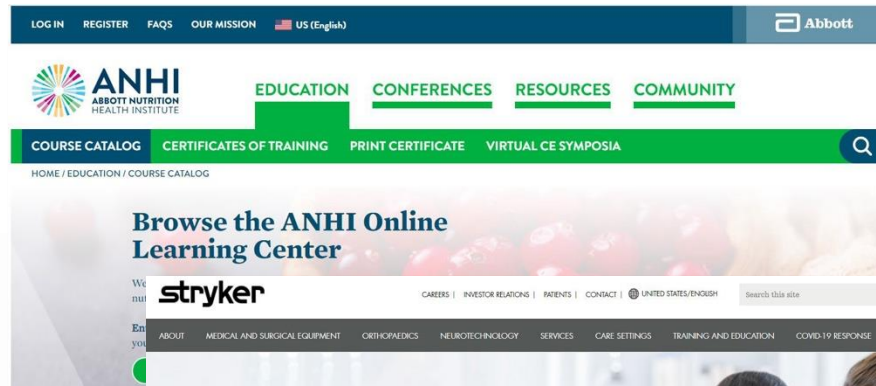 LOG IN REGISTER FAQS OUR MISSION US (English) Abbott
ANHI
ABBOTT NUTRITION
HEALTH INSTITUTE
EDUCATION CONFERENCES RESOURCES COMMUNITY
COURSE CATALOG CERTIFICATES OF TRAINING PRINT CERTIFICATE VIRTUAL CE SYMPOSIA
HOME / EDUCATION / COURSE CATALOG
Browse the ANHI Online
Learning Center
stryker
CAREERS | INVESTOR RELATIONS | PATIENTS | CONTACT | UNITED STATES/ENGLISH Search this site
ABOUT MEDICAL AND SURGICAL EQUIPMENT ORTHOPAEDICS NEUROTECHNOLOGY SERVICES CARE SETTINGS TRAINING AND EDUCATION COVID-19 RESPONSE